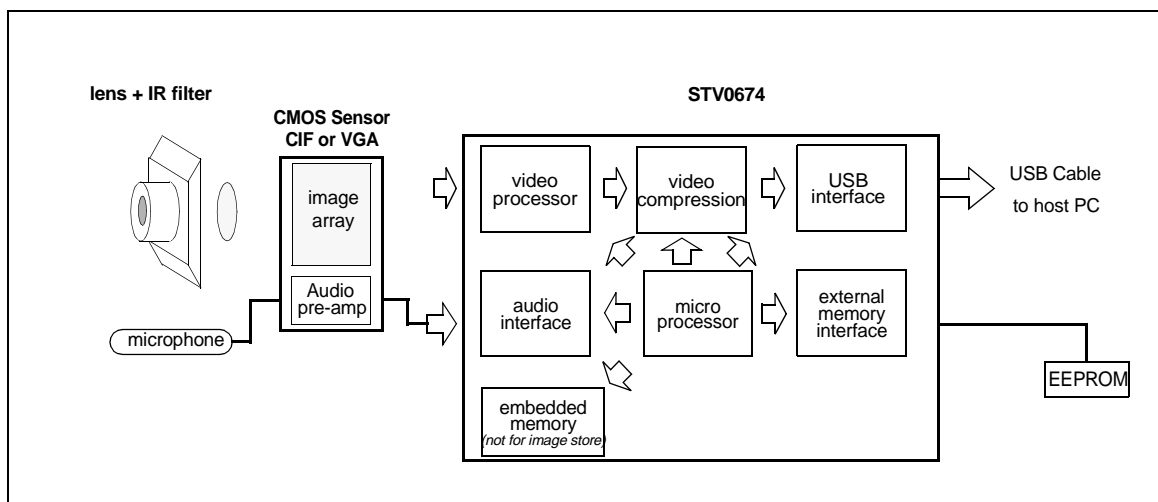 lens + IR filter
CMOS Sensor
CIF or VGA
image
array
Audio
pre-amp
microphone
STV0674
video
processor
video
compression
USB
interface
audio
interface
micro
processor
external
memory
interface
embedded
memory
(not for image store)
USB Cable
to host PC
EEPROM